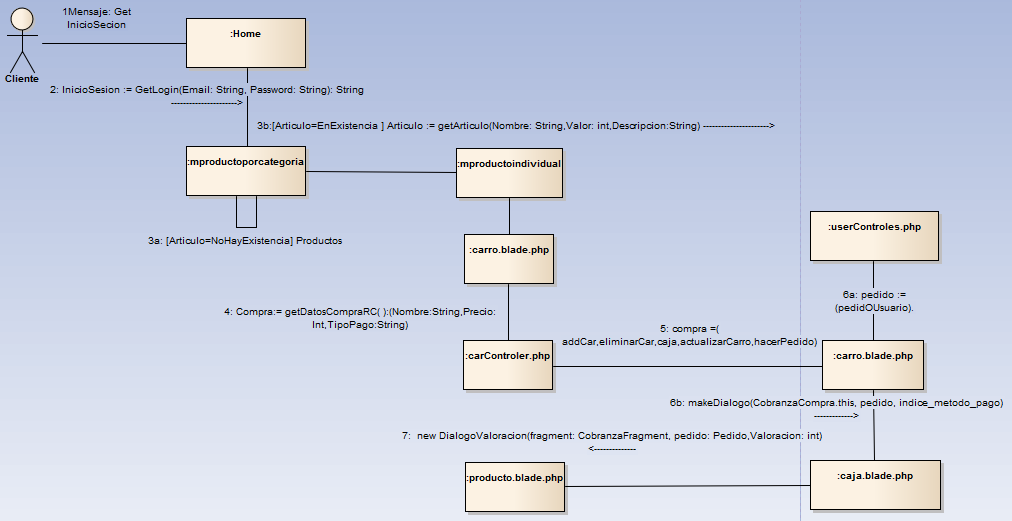 1Mensaje: Get
InicioSecion
:Home
Cliente
2: InicioSesion := GetLogin(Email: String, Password: String): String
3b:[Articulo=EnExistencia ] Articulo := getArticulo(Nombre: String,Valor: int,Descripcion:String)
:mproductoporcategoria
:mproductoindividual
3a: [Articulo=NoHayExistencia] Productos
:userControles.php
:carro.blade.php
6a: pedido :=
(pedidOUsuario).
4: Compra:= getDatosCompraRC( ):(Nombre:String,Precio:
Int,TipoPago:String)
5: compra =(
addCar,eliminarCar,caja,actualizarCarro,hacerPedido)
:carControler.php
:carro.blade.php
6b: makeDialogo(CobranzaCompra.this, pedido, indice_metodo_pago)
7: new DialogoValoracion(fragment: CobranzaFragment, pedido: Pedido,Valoracion: int)
:producto.blade.php
:caja.blade.php